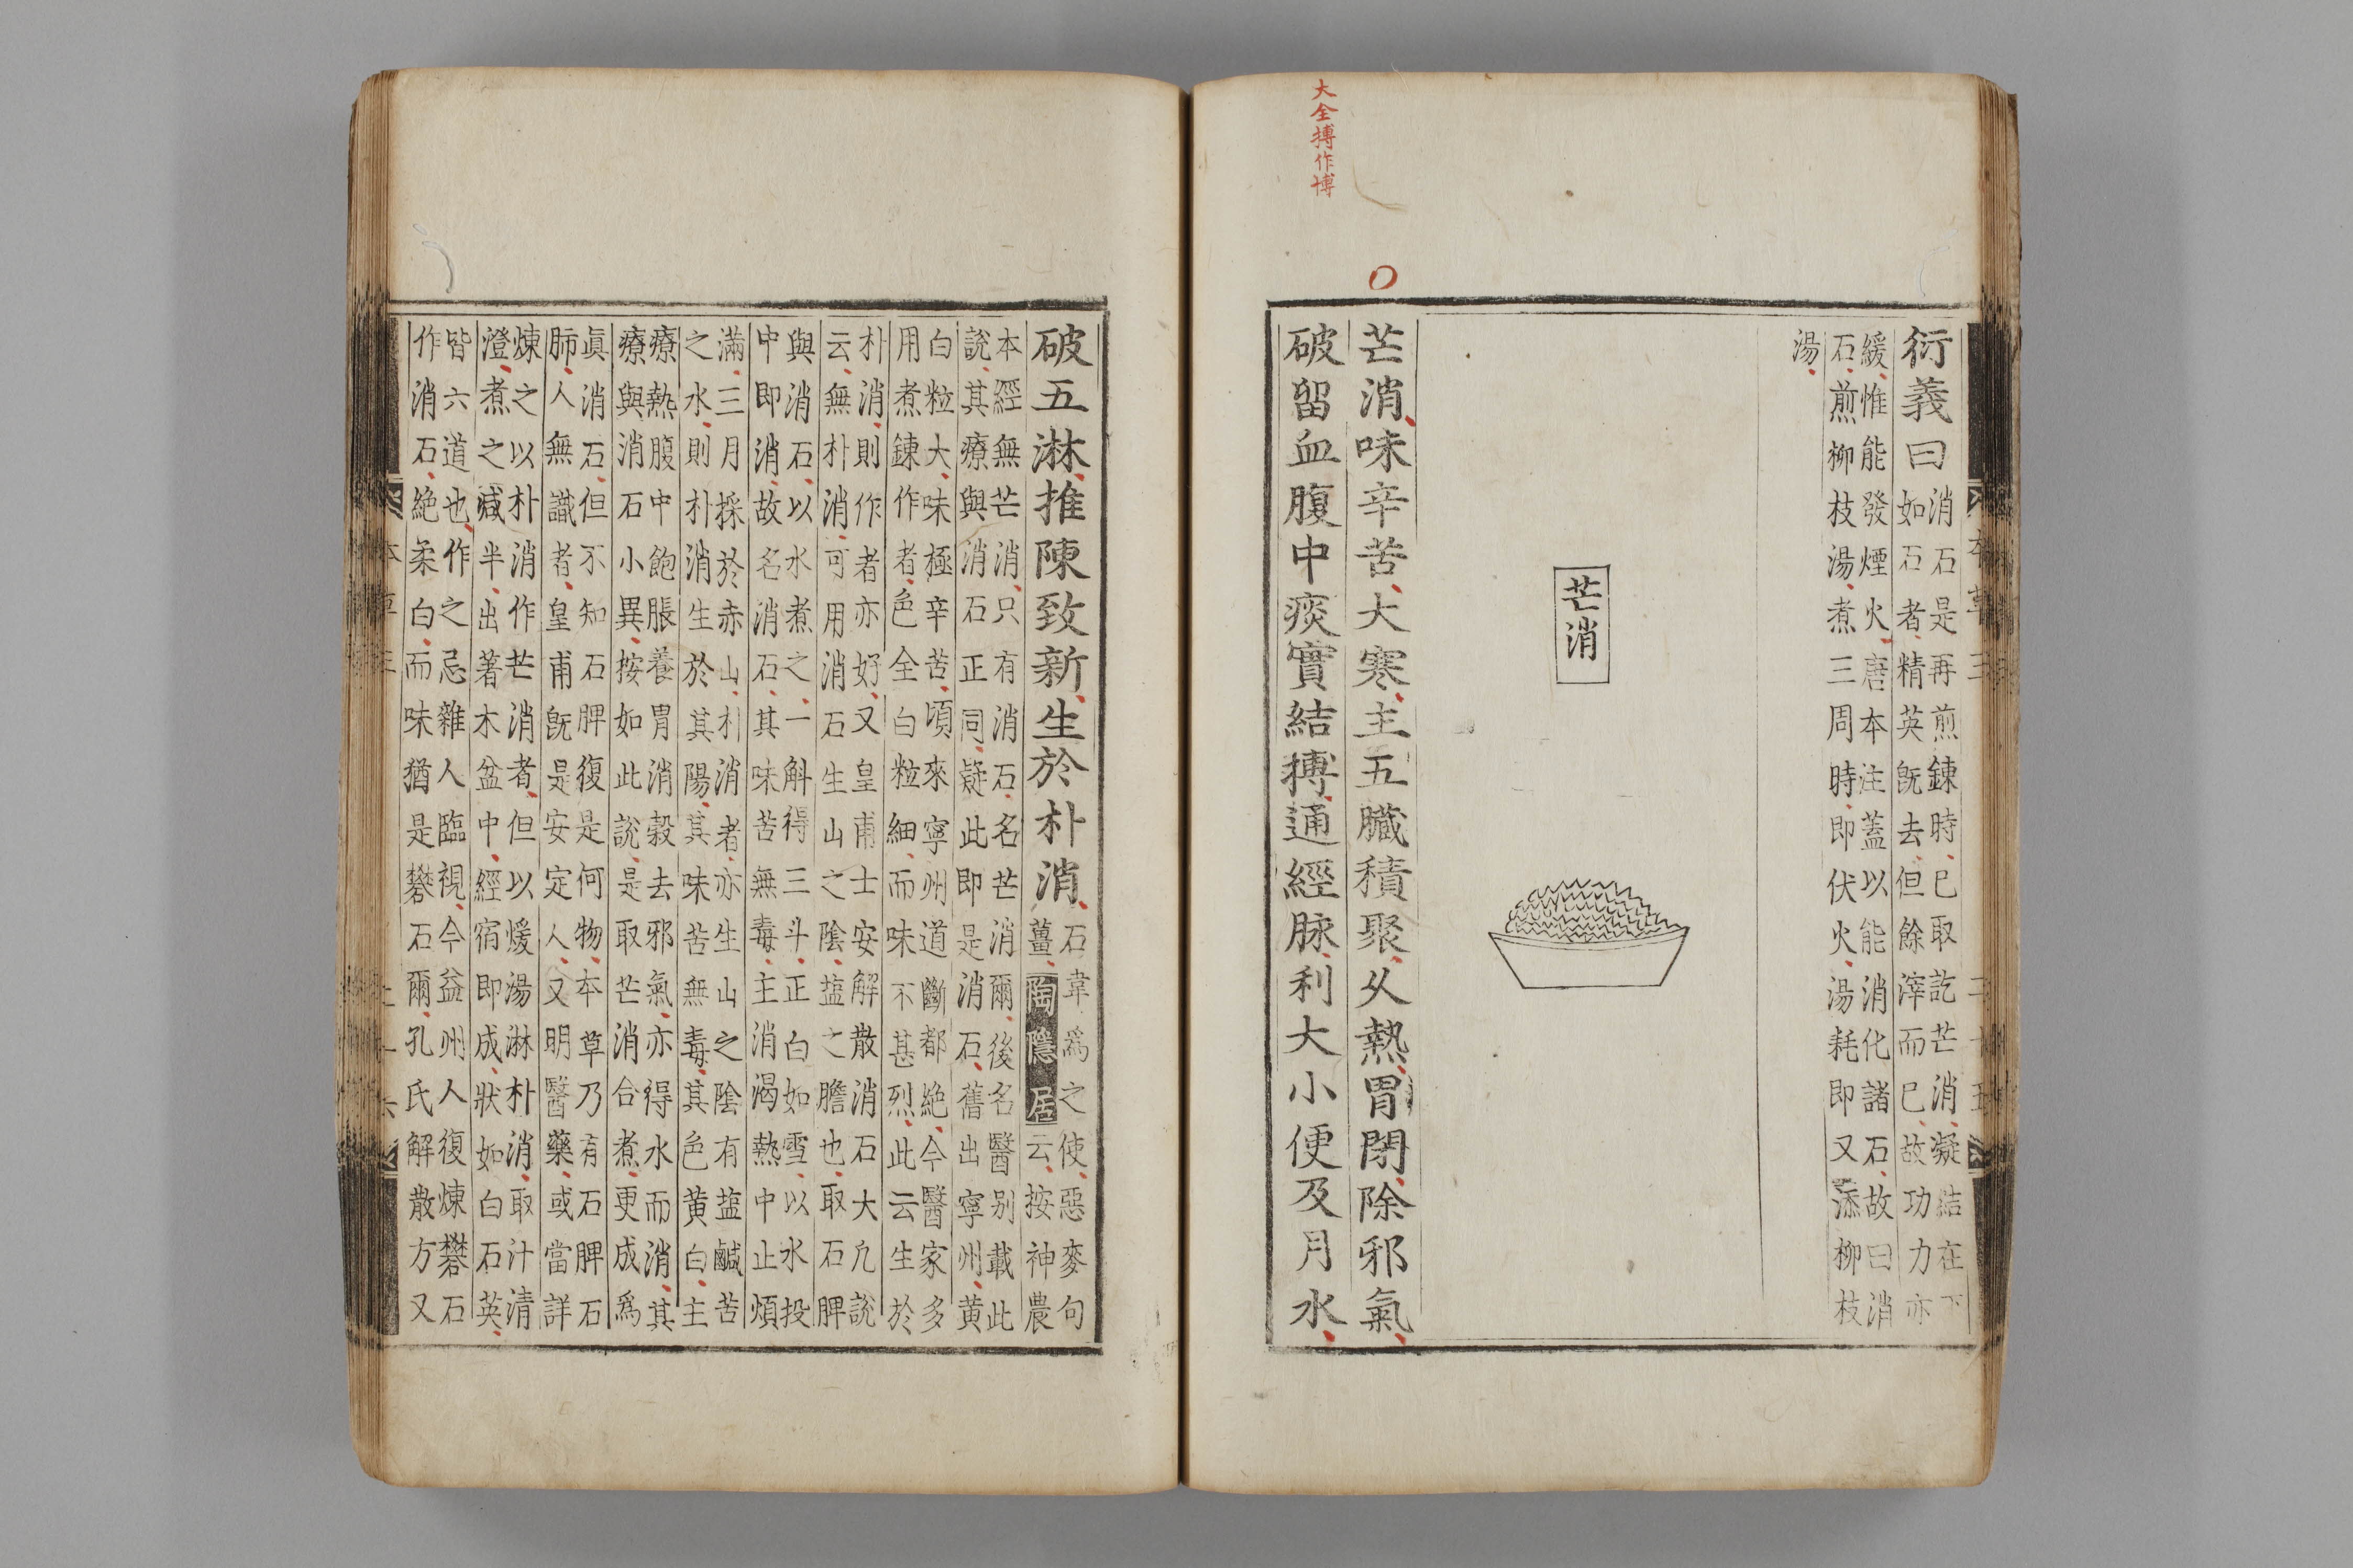 大全搏作博
衍義曰
消石是再煎鍊時已取訖芒消凝結在下
如石者精英旣去但餘滓而已故功力亦
緩惟能發煙火唐本注蓋以能消化諸石故曰消
石煎柳枝湯煮三周時即伏火湯耗即又添柳枝
湯
芒消
芒消味辛苦大寒主五臟積聚久熱胃閉除邪氣
破留血腹中痰實結搏通經脉利大小便及月水
破五淋推陳致新生於朴消
石韋爲之使惡麥句
薑陶隱居云按神農
本經無芒消只有消石名芒消爾後名醫别載此
說其療與消石正同疑此即是消石舊出寧州黄
白粒大味極辛苦頃來寧州道斷都絶今醫家多
用煮鍊作者色全白粒細而味不甚烈此云生於
朴消則作者亦好又皇甫士安解散消石大凡說
云無朴消可用消石生山之陰鹽之膽也取石脾
與消石以水煮之一斛得三斗正白如雪以水投
中即消故名消石其味苦無毒主消渴熱中止煩
滿三月採於赤山朴消者亦生山之陰有鹽鹹苦
之水則朴消生於其陽其味苦無毒其色黄白主
療熱腹中飽脹養胃消穀去邪氣亦得水而消其
療與消石小異按如此說是取芒消合煮更成爲
眞消石但不知石脾復是何物本草乃有石脾石
肺人無識者皇甫旣是安定人又明醫藥或當詳
煉之以朴消作芒消者但以煖湯淋朴消取汁清
澄煮之減半出著木盆中經宿即成狀如白石英
皆六道也作之忌雜人臨視今益州人復煉礬石
作消石絶柔白而味猶是礬石爾孔氏解散方又